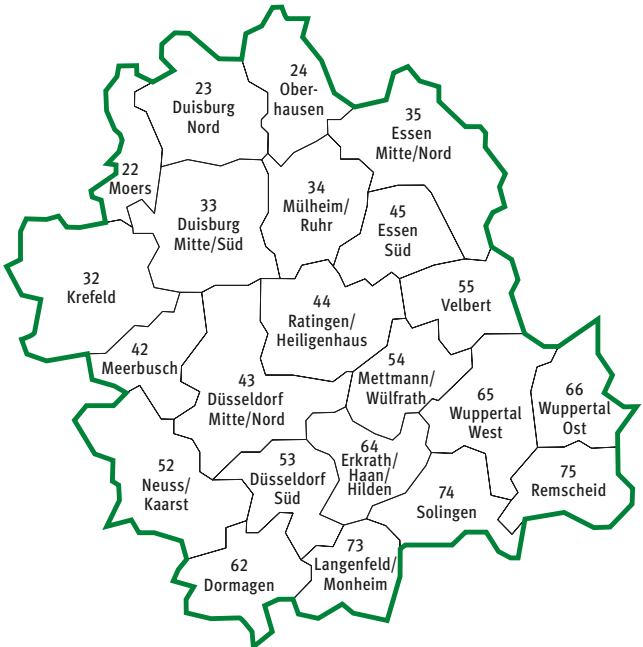 24
Ober-
hausen
23
Duisburg
Nord
35
Essen
Mitte/Nord
22
Moers
34
Mülheim/
Ruhr
33
Duisburg
Mitte/Süd
45
Essen
Süd
32
Krefeld
55
Velbert
44
Ratingen/
Heiligenhaus
42
Meerbusch
54
Mettmann/
Wülfrath
43
Düsseldorf
Mitte/Nord
65
Wuppertal
West
66
Wuppertal
Ost
64
Erkrath/
Haan/
Hilden
52
Neuss/
Kaarst
53
Düsseldorf
Süd
75
Remscheid
74
Solingen
73
Langenfeld/
Monheim
62
Dormagen